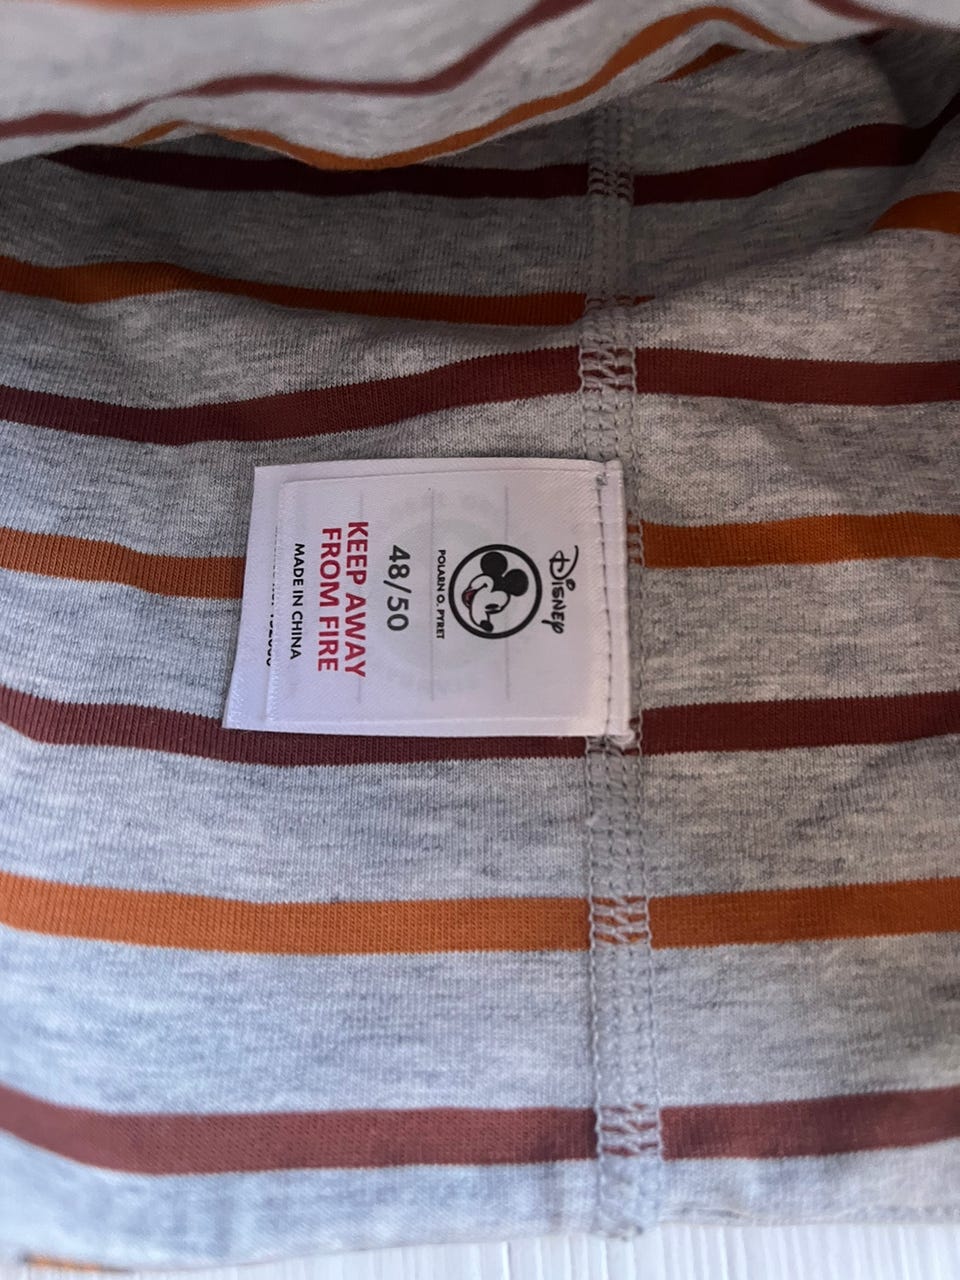 Disney
POLARN O. PYRET
48/50
KEEP AWAY
FROM FIRE
MADE IN CHINA